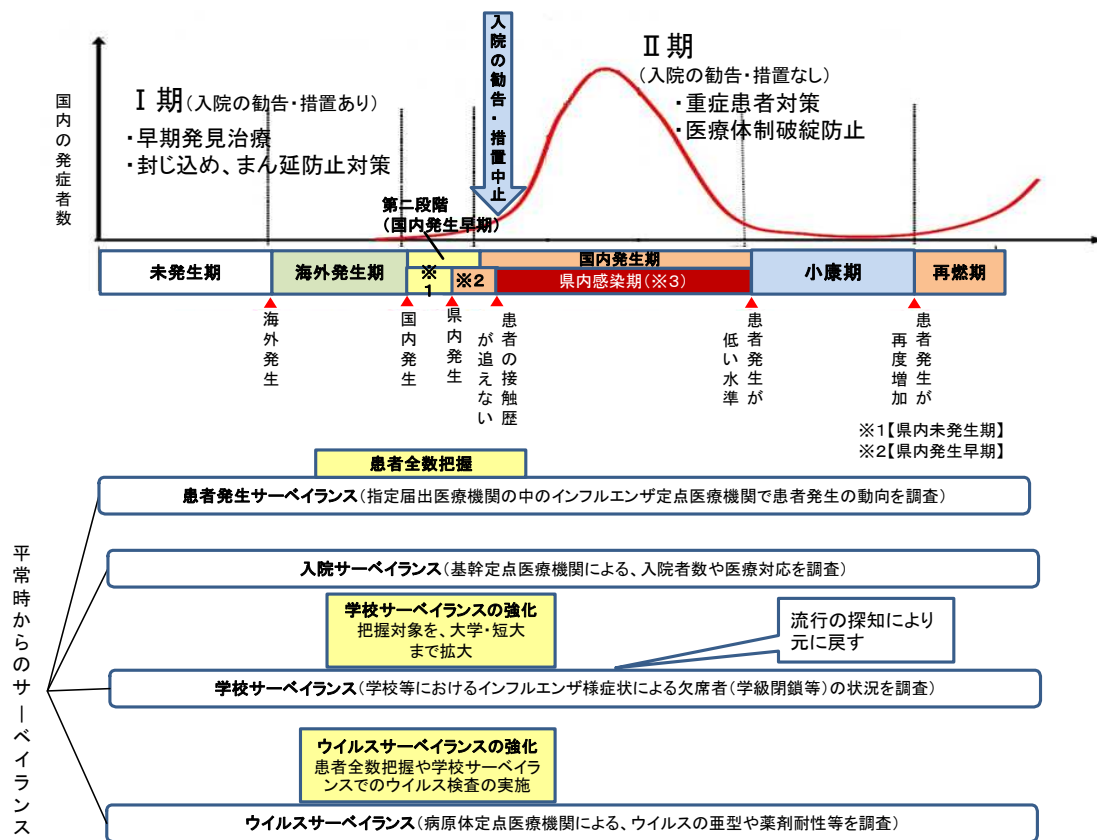 国内の発症者数
Ⅰ期(入院の勧告・措置あり)
・早期発見治療
・封じ込め、まん延防止対策
入院の勧告・措置中止
Ⅱ期
(入院の勧告・措置なし)
・重症患者対策
・医療体制破綻防止
第二段階
(国内発生早期)
未発生期
海外発生期
※1
※2
国内発生期
県内感染期(※3)
小康期
再燃期
海外発生
国内発生
県内発生
患者の接触歴
が追えない
患者発生が
低い水準
患者発生が
再度増加
※1【県内未発生期】
※2【県内発生早期】
平常時からのサーベイランス
患者全数把握
患者発生サーベイランス(指定届出医療機関の中のインフルエンザ定点医療機関で患者発生の動向を調査)
入院サーベイランス(基幹定点医療機関による、入院者数や医療対応を調査)
学校サーベイランスの強化
把握対象を、大学・短大
まで拡大
流行の探知により
元に戻す
学校サーベイランス(学校等におけるインフルエンザ様症状による欠席者(学級閉鎖等)の状況を調査)
ウイルスサーベイランスの強化
患者全数把握や学校サーベイラ
ンスでのウイルス検査の実施
ウイルスサーベイランス(病原体定点医療機関による、ウイルスの亜型や薬剤耐性等を調査)